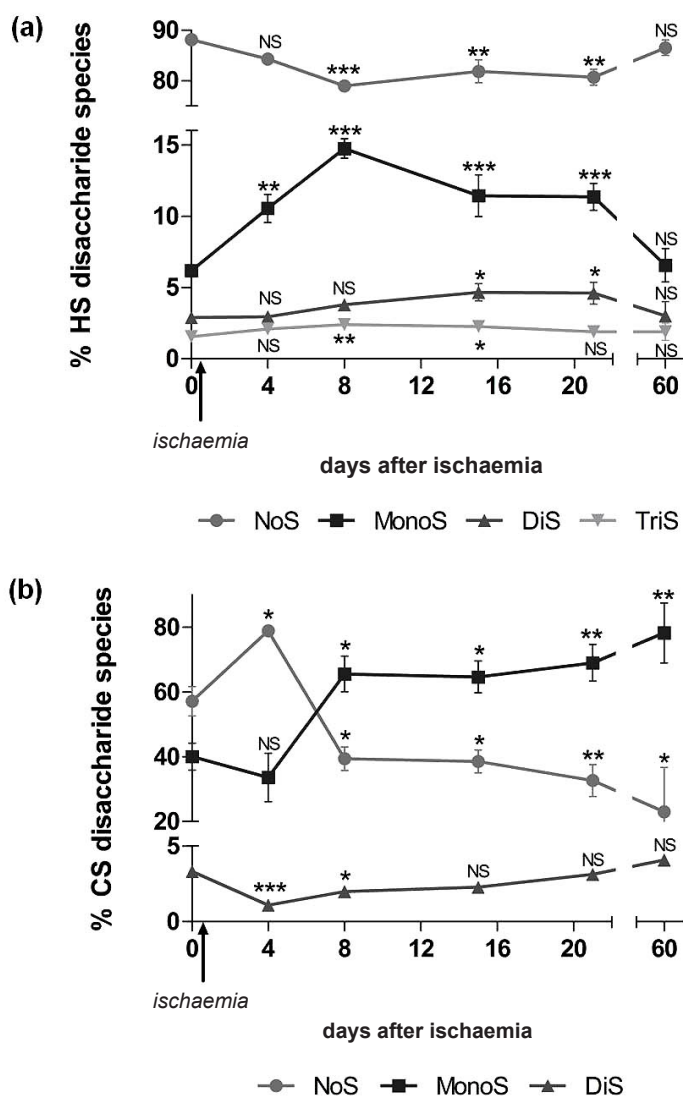 (a)
% HS disaccharide species
90
80
15
10
5
0
NS
***
**
**
NS
**
***
***
***
NS
NS
NS
*
*
NS
NS
**
*
NS
NS
0 4 8 12 16 20 60
ischaemia
days after ischaemia
NoS MonoS DiS TriS
(b)
% CS disaccharide species
80
60
40
20
5
0
*
*
*
**
**
NS
*
*
**
*
***
*
NS
NS
NS
0 4 8 12 16 20 60
ischaemia
days after ischaemia
NoS MonoS DiS